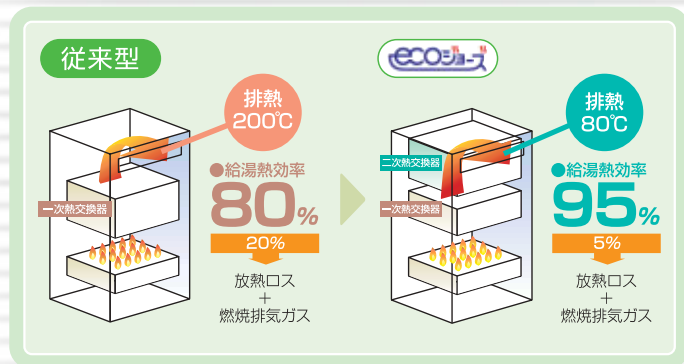 従来型
排熱
200℃
一次熱交換器
●給湯熱効率
80%
20%
放熱ロス
+
燃焼排気ガス
ecoジョーズ
排熱
80℃
二次熱交換器
一次熱交換器
●給湯熱効率
95%
5%
放熱ロス
+
燃焼排気ガス